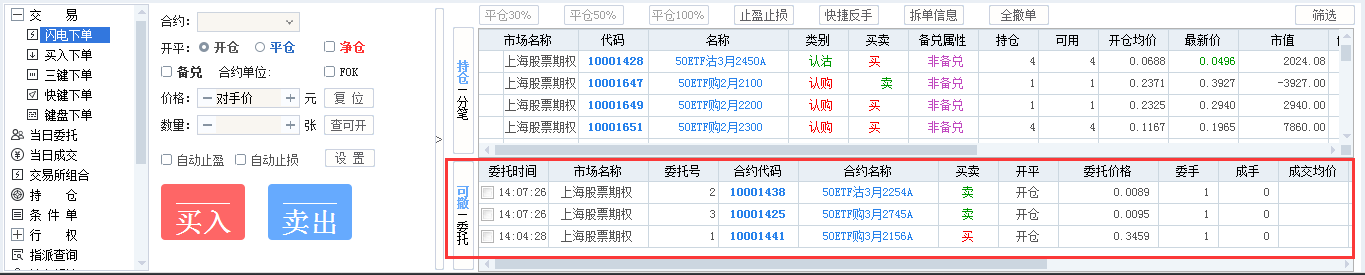 交 易
闪电下单
买入下单
三键下单
快键下单
键盘下单
当日委托
当日成交
交易所组合
持 仓
条 件 单
行 权
指派查询
合约:
开平: 开仓 平仓 净仓
备兑 合约单位: FOK
价格: 对手价 元 复 位
数量: 张 查可开
自动止盈 自动止损 设 置
买入 卖出
>
平仓30% 平仓50% 平仓100% 止盈止损 快捷反手 拆单信息 全撤单 筛选
持仓 分笔
市场名称 代码 名称 类别 买卖 备兑属性 持仓 可用 开仓均价 最新价 市值
上海股票期权 10001428 50ETF沽3月2450A 认沽 买 非备兑 4 4 0.0688 0.0496 2024.08
上海股票期权 10001647 50ETF购2月2100 认购 卖 非备兑 1 1 0.2371 0.3927 -3927.00
上海股票期权 10001649 50ETF购2月2200 认购 买 非备兑 1 1 0.2325 0.2940 2940.00
上海股票期权 10001651 50ETF购2月2300 认购 买 非备兑 4 4 0.1167 0.1965 7860.00
可撤 委托
委托时间 市场名称 委托号 合约代码 合约名称 买卖 开平 委托价格 委手 成手 成交均价
14:07:26 上海股票期权 2 10001438 50ETF沽3月2254A 卖 开仓 0.0089 1 0
14:07:26 上海股票期权 3 10001425 50ETF购3月2745A 卖 开仓 0.0095 1 0
14:04:28 上海股票期权 1 10001441 50ETF购3月2156A 买 开仓 0.3459 1 0